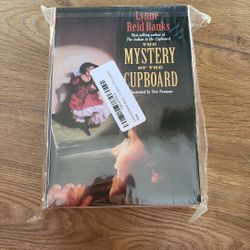 Lynne
Reid Banks
Best-selling author of
The Indian in the Cupboard
THE
MYSTERY
OF THE
CUPBOARD
Illustrated by Tom Newsom